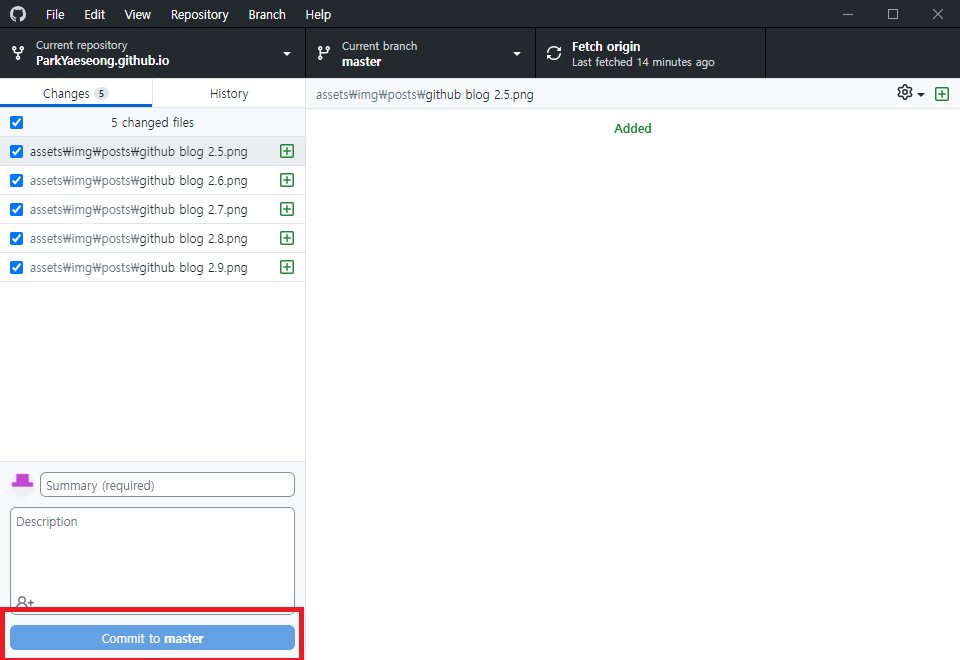 File Edit View Repository Branch Help
Current repository
ParkYaeseong.github.io
Current branch
master
Fetch origin
Last fetched 14 minutes ago
Changes 5
History
assets₩img₩posts₩github blog 2.5.png
5 changed files
Added
assets₩img₩posts₩github blog 2.5.png
assets₩img₩posts₩github blog 2.6.png
assets₩img₩posts₩github blog 2.7.png
assets₩img₩posts₩github blog 2.8.png
assets₩img₩posts₩github blog 2.9.png
Summary (required)
Description
Commit to master